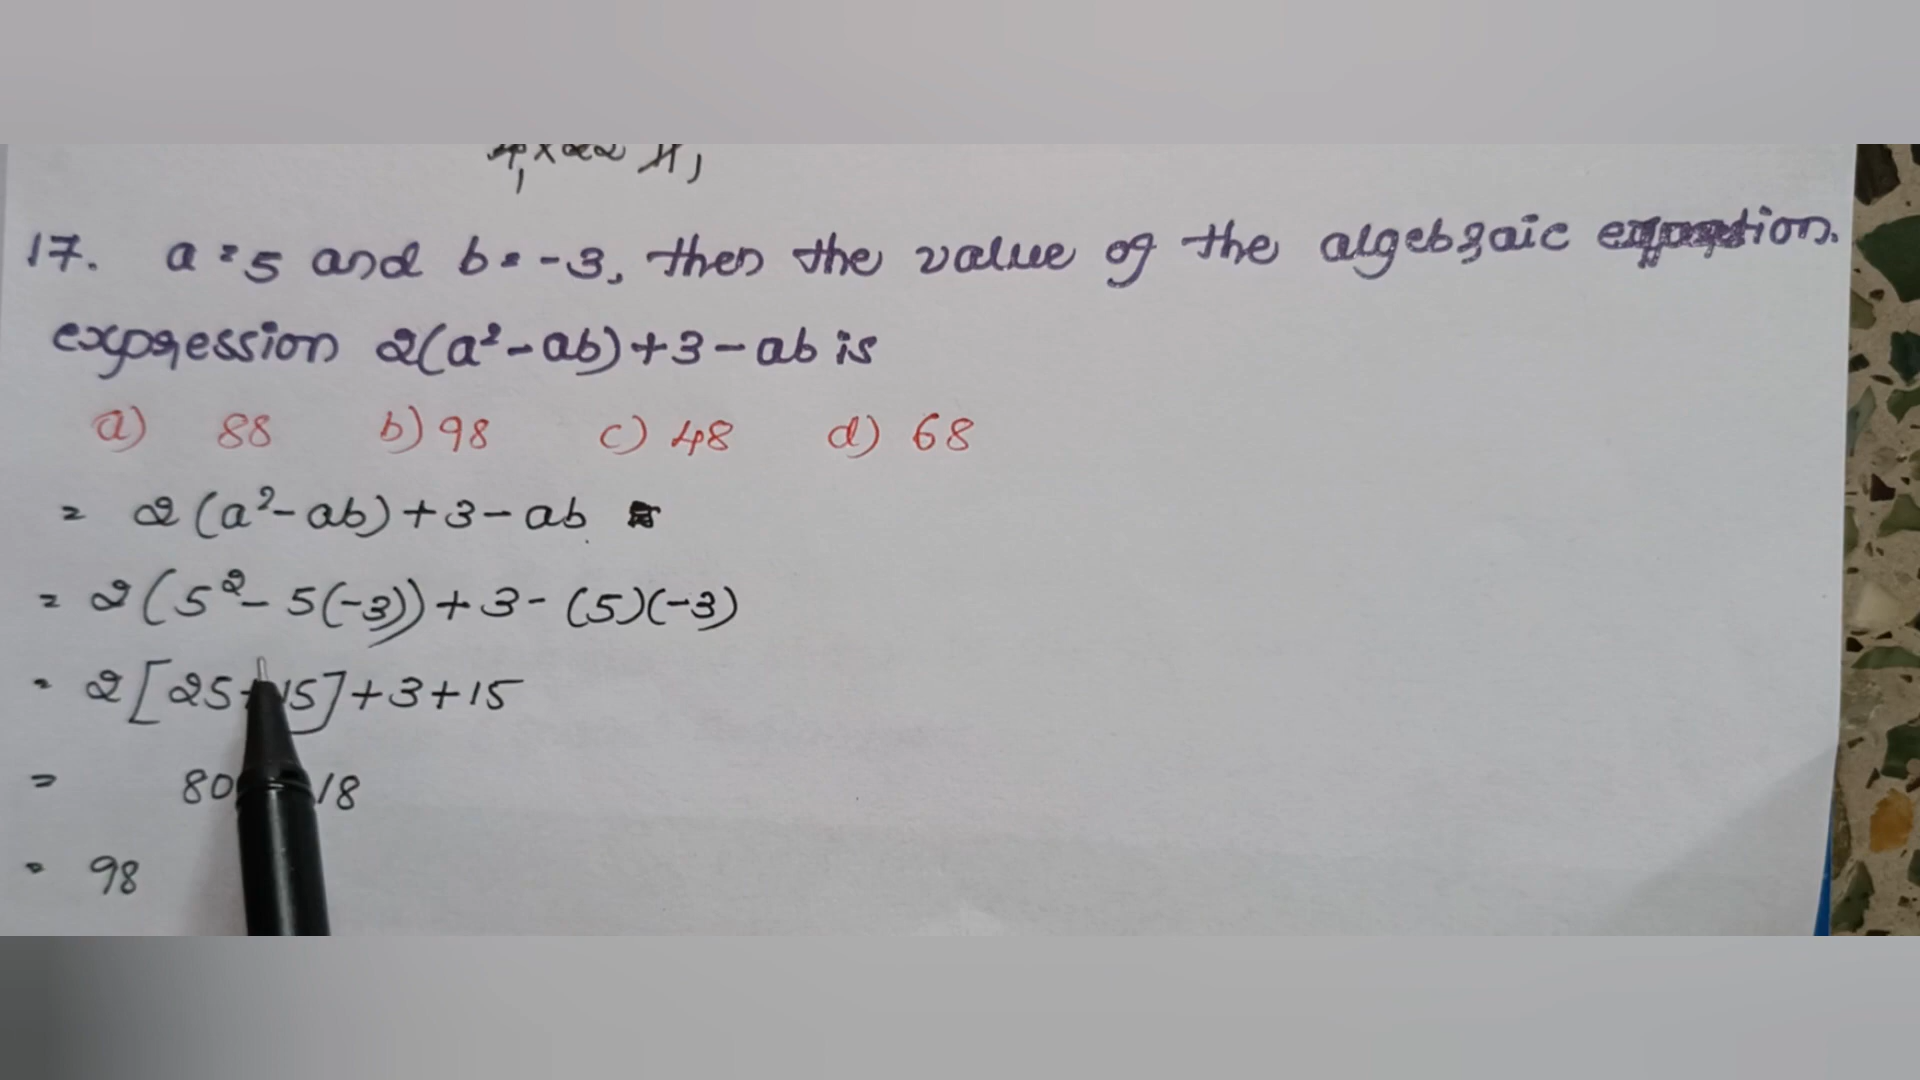 17. a=5 and b=-3, then the value of the algebraic
expression 2(a²-ab)+3-ab is
a) 88 b) 98 c) 48 d) 68
= 2(a²-ab)+3-ab
= 2(5²-5(-3))+3-(5)(-3)
= 2[25+15]+3+15
= 80 18
= 98